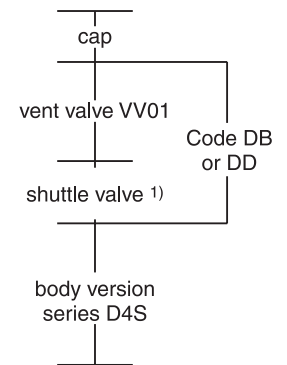 cap
vent valve VV01
Code DB
or DD
shuttle valve 1)
body version
series D4S